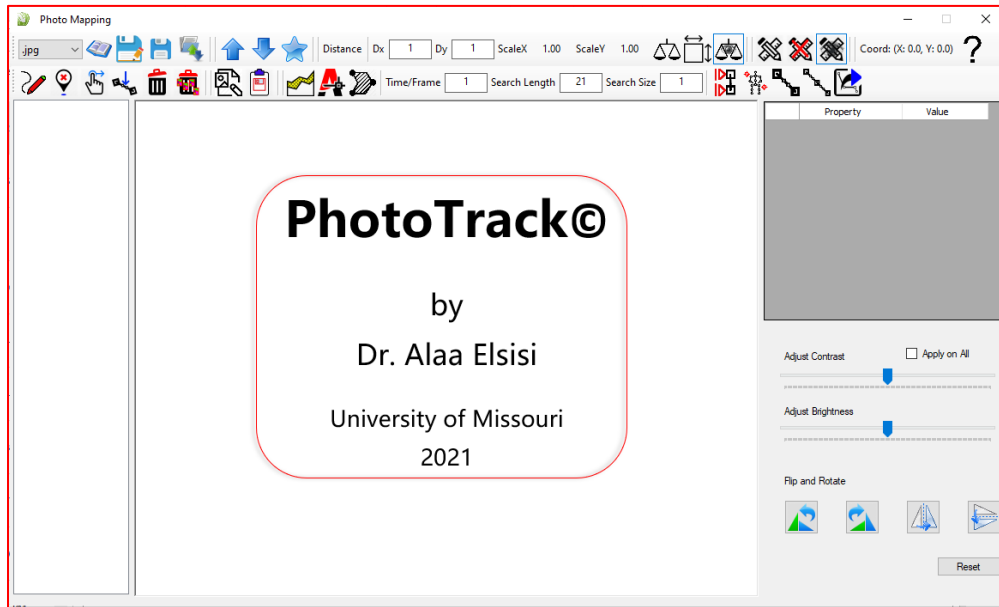 Photo Mapping
.jpg Distance Dx 1 Dy 1 ScaleX 1.00 ScaleY 1.00 Coord: (X: 0.0, Y: 0.0) ?
Time/Frame 1 Search Length 21 Search Size 1
Property Value
PhotoTrack©
by
Dr. Alaa Elsisi
University of Missouri
2021
Adjust Contrast Apply on All
Adjust Brightness
Flip and Rotate
Reset